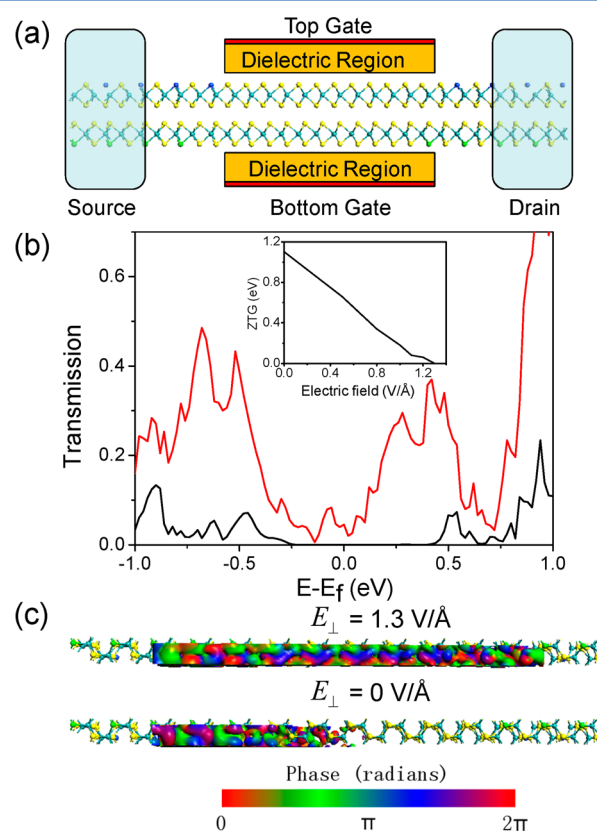 (a)
Top Gate
Dielectric Region
Dielectric Region
Source
Bottom Gate
Drain
(b)
Transmission
0.6
0.4
0.2
0.0
-1.0
-0.5
0.0
0.5
1.0
E-Ef (eV)
ZTG (eV)
1.2
0.8
0.4
0.0
0.0
0.4
0.8
1.2
Electric field (V/Å)
(c)
E⊥ = 1.3 V/Å
E⊥ = 0 V/Å
Phase (radians)
0
π
2π